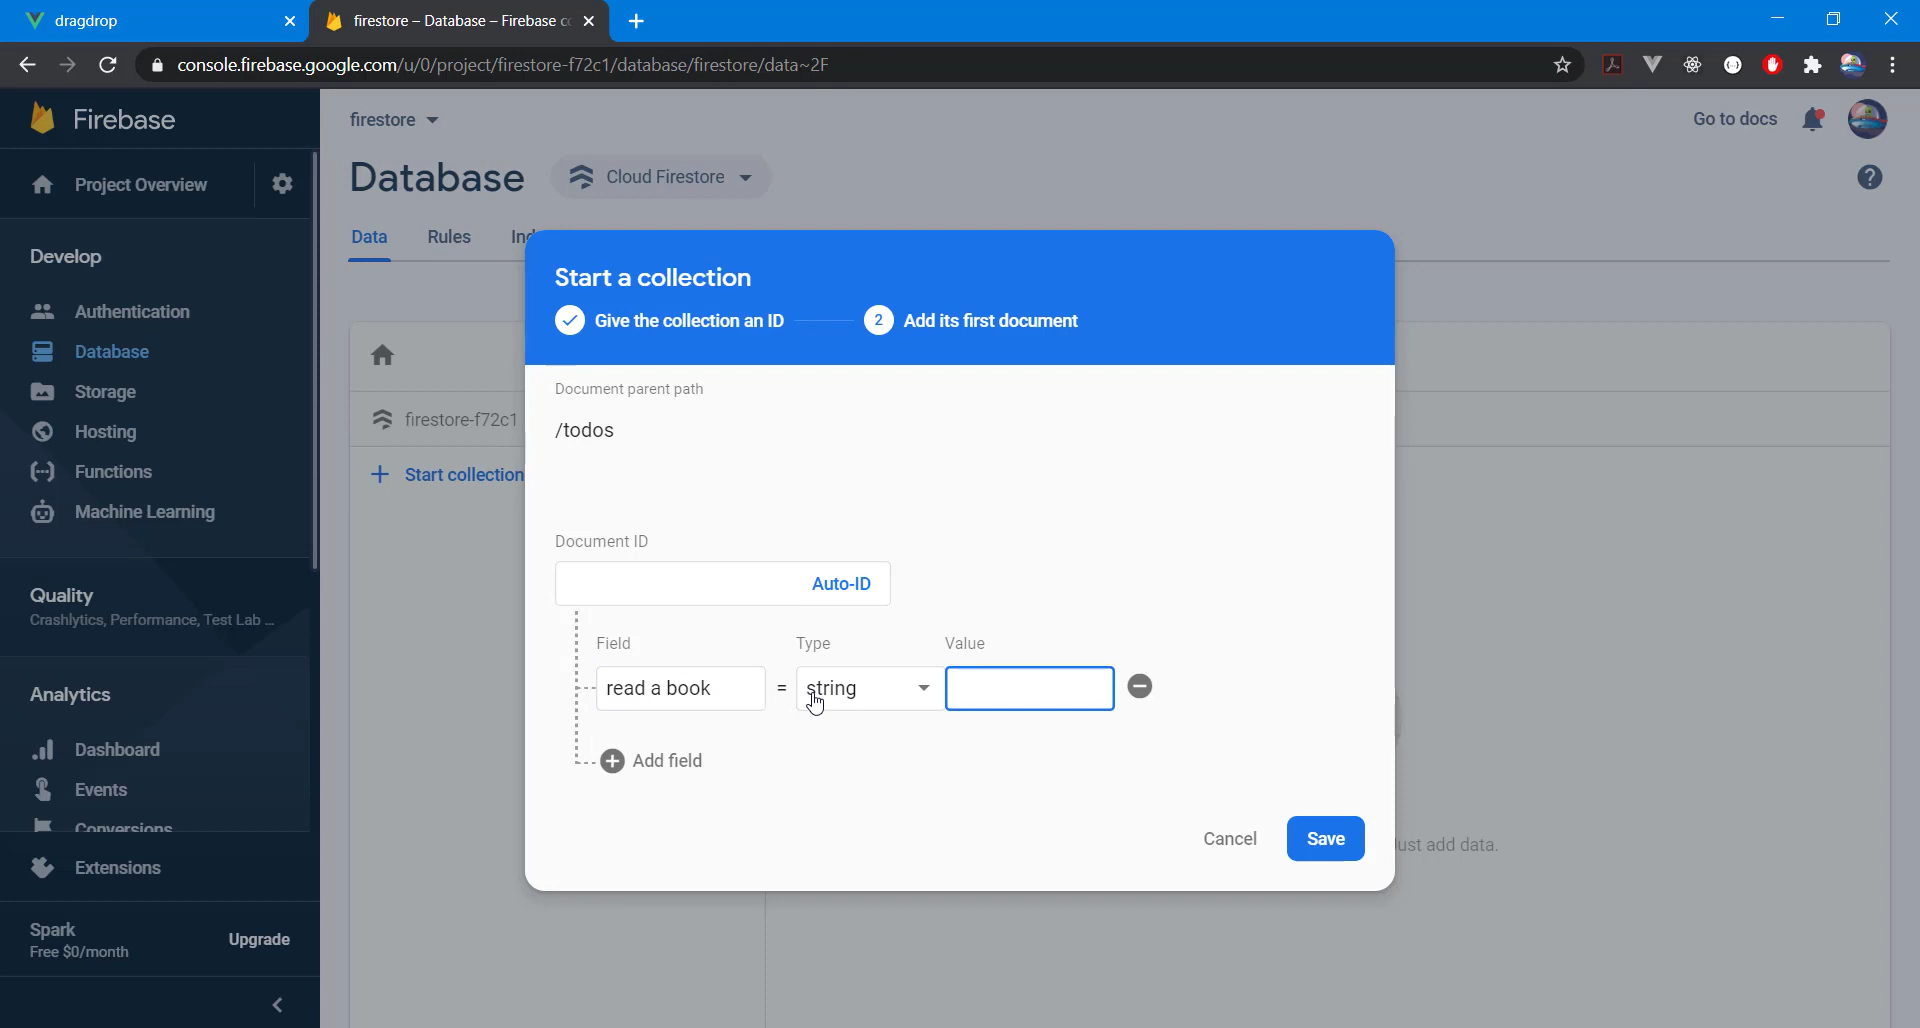 dragdrop
firestore – Database – Firebase co
console.firebase.google.com/u/0/project/firestore-f72c1/database/firestore/data~2F
Firebase
firestore
Go to docs
Project Overview
Database
Cloud Firestore
Data
Rules
Ind
Develop
Authentication
Database
Storage
Hosting
Functions
Machine Learning
Quality
Crashlytics, Performance, Test Lab ...
Analytics
Dashboard
Events
Conversions
Extensions
Spark
Free $0/month
Upgrade
firestore-f72c1
Start collection
Start a collection
Give the collection an ID
2
Add its first document
Document parent path
/todos
Document ID
Auto-ID
Field
Type
Value
read a book
=
string
Add field
Cancel
Save
Just add data.